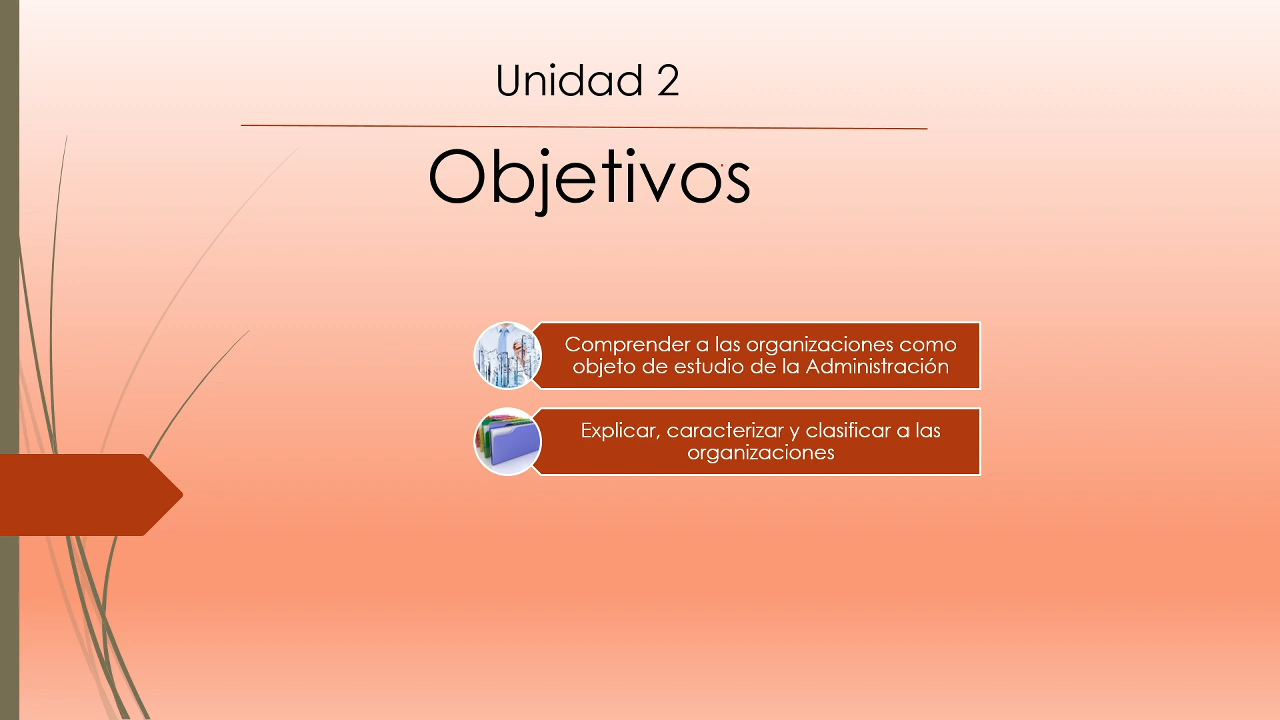 Unidad 2
Objetivos
Comprender a las organizaciones como
objeto de estudio de la Administración
Explicar, caracterizar y clasificar a las
organizaciones